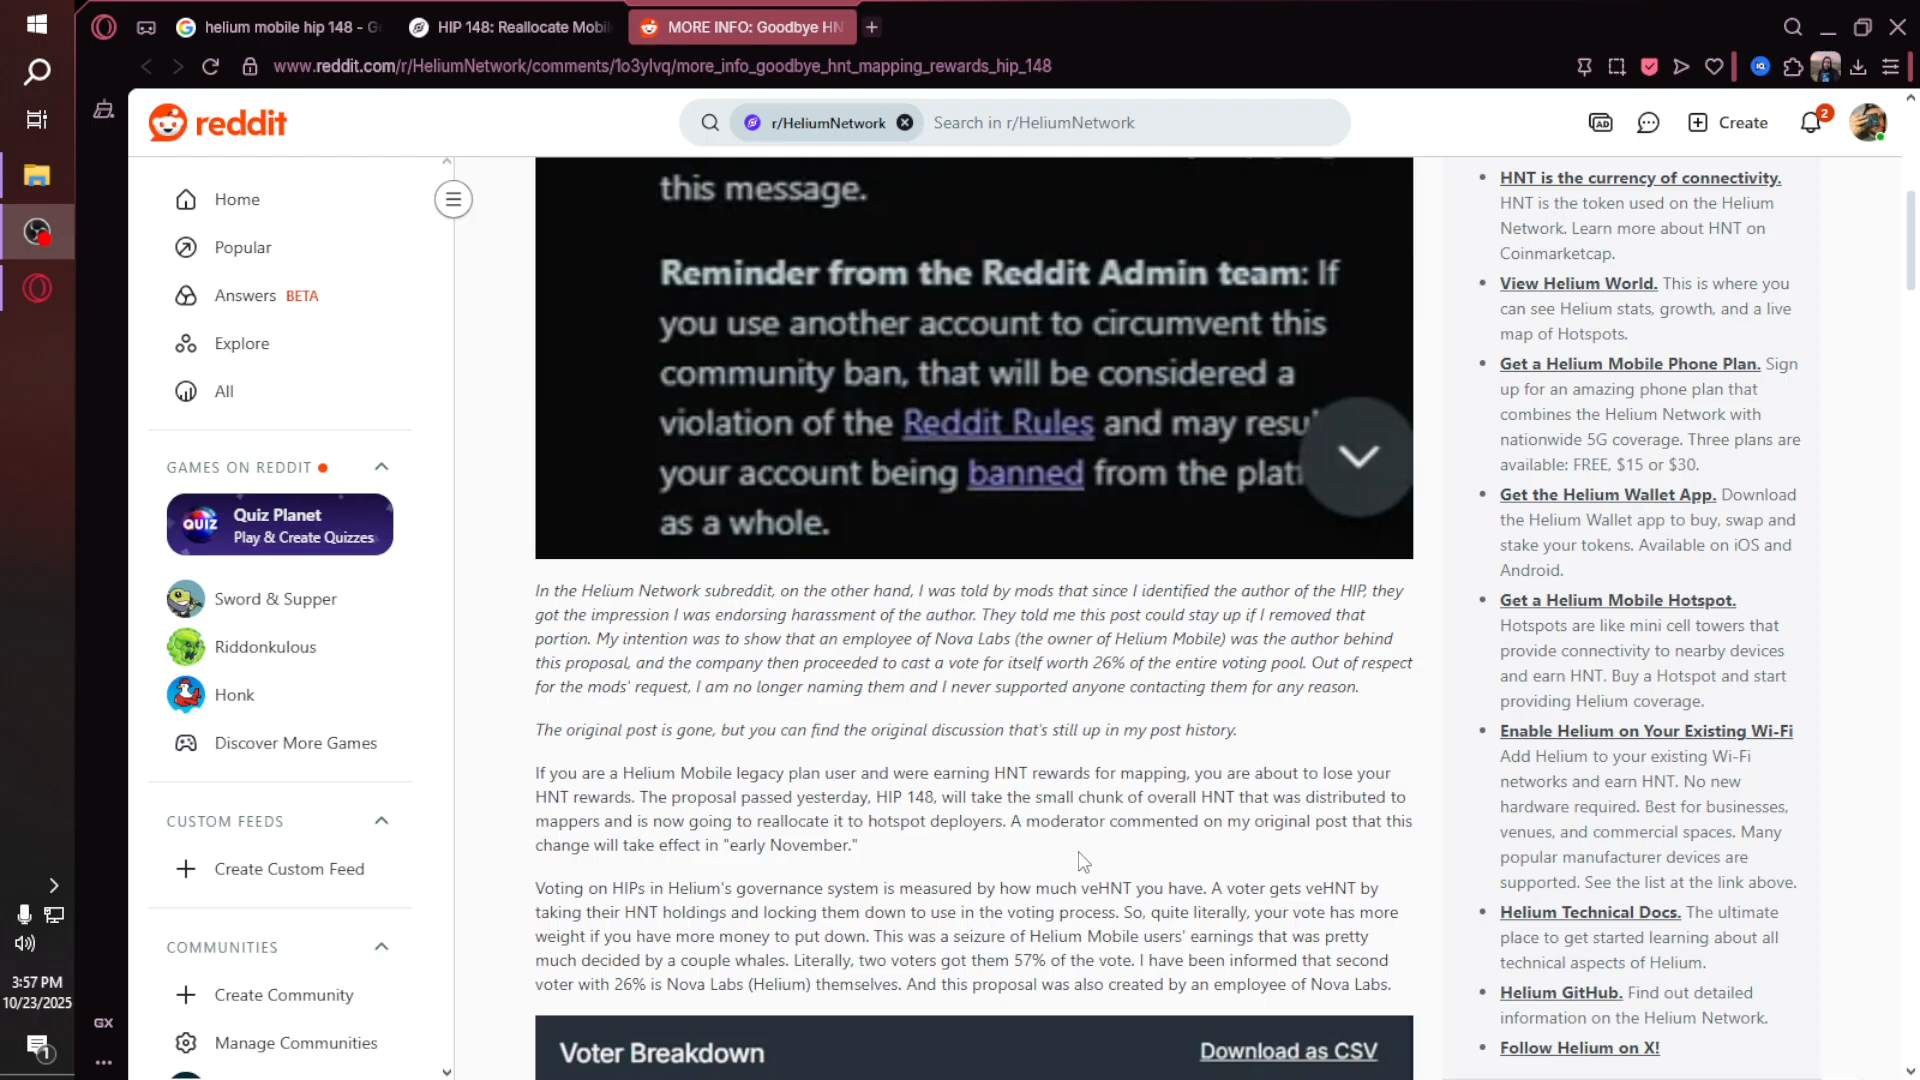 helium mobile hip 148 - G
HIP 148: Reallocate Mobil
MORE INFO: Goodbye HN
www.reddit.com/r/HeliumNetwork/comments/1o3ylvq/more_info_goodbye_hnt_mapping_rewards_hip_148
reddit
r/HeliumNetwork
Search in r/HeliumNetwork
AD
Create
2
Home
Popular
Answers BETA
Explore
All
GAMES ON REDDIT
QUIZ
Quiz Planet
Play & Create Quizzes
Sword & Supper
Riddonkulous
Honk
Discover More Games
CUSTOM FEEDS
Create Custom Feed
COMMUNITIES
Create Community
Manage Communities
this message.
Reminder from the Reddit Admin team: If
you use another account to circumvent this
community ban, that will be considered a
violation of the Reddit Rules and may resu
your account being banned from the plat
as a whole.
In the Helium Network subreddit, on the other hand, I was told by mods that since I identified the author of the HIP, they
got the impression I was endorsing harassment of the author. They told me this post could stay up if I removed that
portion. My intention was to show that an employee of Nova Labs (the owner of Helium Mobile) was the author behind
this proposal, and the company then proceeded to cast a vote for itself worth 26% of the entire voting pool. Out of respect
for the mods' request, I am no longer naming them and I never supported anyone contacting them for any reason.
The original post is gone, but you can find the original discussion that's still up in my post history.
If you are a Helium Mobile legacy plan user and were earning HNT rewards for mapping, you are about to lose your
HNT rewards. The proposal passed yesterday, HIP 148, will take the small chunk of overall HNT that was distributed to
mappers and is now going to reallocate it to hotspot deployers. A moderator commented on my original post that this
change will take effect in "early November."
Voting on HIPs in Helium's governance system is measured by how much veHNT you have. A voter gets veHNT by
taking their HNT holdings and locking them down to use in the voting process. So, quite literally, your vote has more
weight if you have more money to put down. This was a seizure of Helium Mobile users' earnings that was pretty
much decided by a couple whales. Literally, two voters got them 57% of the vote. I have been informed that second
voter with 26% is Nova Labs (Helium) themselves. And this proposal was also created by an employee of Nova Labs.
Voter Breakdown
Download as CSV
HNT is the currency of connectivity.
HNT is the token used on the Helium
Network. Learn more about HNT on
Coinmarketcap.
View Helium World. This is where you
can see Helium stats, growth, and a live
map of Hotspots.
Get a Helium Mobile Phone Plan. Sign
up for an amazing phone plan that
combines the Helium Network with
nationwide 5G coverage. Three plans are
available: FREE, $15 or $30.
Get the Helium Wallet App. Download
the Helium Wallet app to buy, swap and
stake your tokens. Available on iOS and
Android.
Get a Helium Mobile Hotspot.
Hotspots are like mini cell towers that
provide connectivity to nearby devices
and earn HNT. Buy a Hotspot and start
providing Helium coverage.
Enable Helium on Your Existing Wi-Fi
Add Helium to your existing Wi-Fi
networks and earn HNT. No new
hardware required. Best for businesses,
venues, and commercial spaces. Many
popular manufacturer devices are
supported. See the list at the link above.
Helium Technical Docs. The ultimate
place to get started learning about all
technical aspects of Helium.
Helium GitHub. Find out detailed
information on the Helium Network.
Follow Helium on X!
3:57 PM
10/23/2025
1
GX